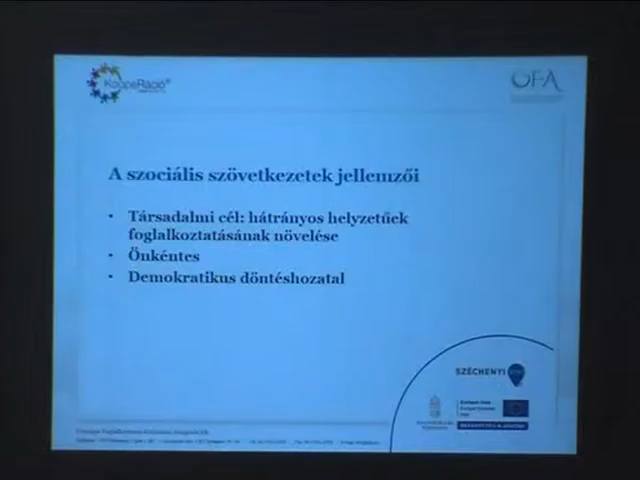 KoopeRáció
OFA
A szociális szövetkezetek jellemzői
• Társadalmi cél: hátrányos helyzetűek
foglalkoztatásának növelése
• Önkéntes
• Demokratikus döntéshozatal
SZÉCHENYI